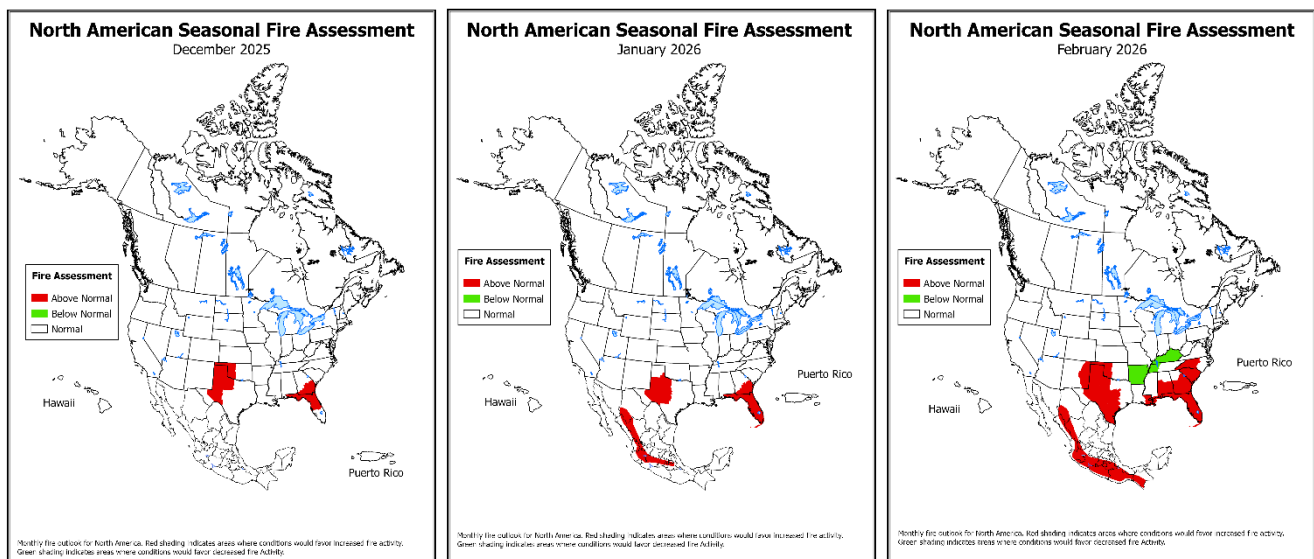 North American Seasonal Fire Assessment
December 2025
Fire Assessment
Above Normal
Below Normal
Normal
Hawaii
Puerto Rico
Monthly fire outlook for North America. Red shading indicates areas where conditions would favor increased fire activity.
Green shading indicates areas where conditions would favor decreased fire Activity.
North American Seasonal Fire Assessment
January 2026
Fire Assessment
Above Normal
Below Normal
Normal
Puerto Rico
Hawaii
Monthly fire outlook for North America. Red shading indicates areas where conditions would favor increased fire activity.
Green shading indicates areas where conditions would favor decreased fire Activity.
North American Seasonal Fire Assessment
February 2026
Fire Assessment
Above Normal
Below Normal
Normal
Puerto Rico
Hawaii
Monthly fire outlook for North America. Red shading indicates areas where conditions would favor increased fire activity.
Green shading indicates areas where conditions would favor decreased fire Activity.